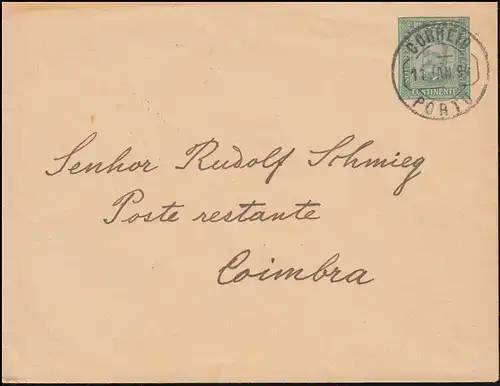 CORREIO
PORTO
CONTINENTE
Senhor Rudolf Schmieg
Poste restante
Coimbra